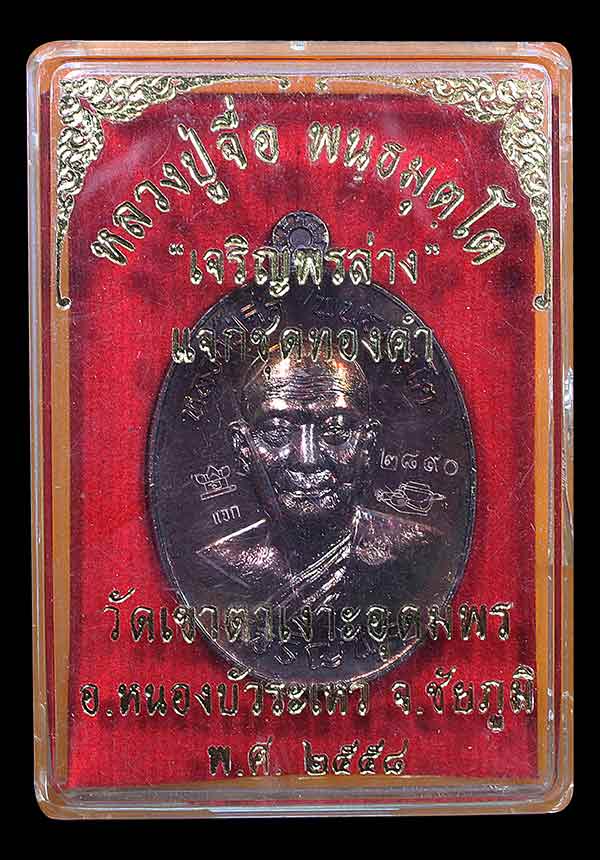 หลวงปู่จื่อ พนฺธมุตฺโต
“เจริญพรล่าง”
แจกชุดทองคำ
๒๘๙๐
แจก
วัดเขาตาเงาะอุดมพร
อ.หนองบัวระเหว จ.ชัยภูมิ
พ.ศ. ๒๕๕๘